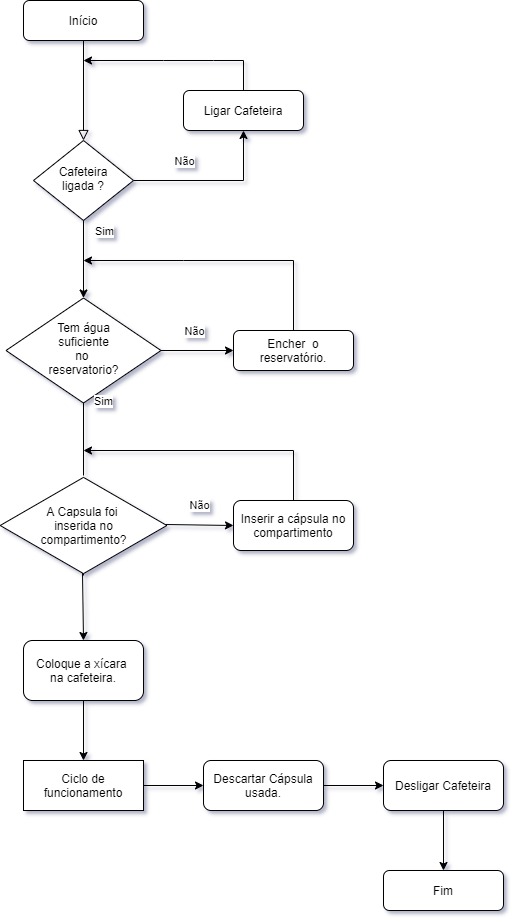 Início
Ligar Cafeteira
Cafeteira
ligada ?
Não
Sim
Tem água
suficiente
no
reservatorio?
Não
Encher  o
reservatório.
Sim
A Capsula foi
inserida no
compartimento?
Não
Inserir a cápsula no
compartimento
Coloque a xícara
na cafeteira.
Ciclo de
funcionamento
Descartar Cápsula
usada.
Desligar Cafeteira
Fim